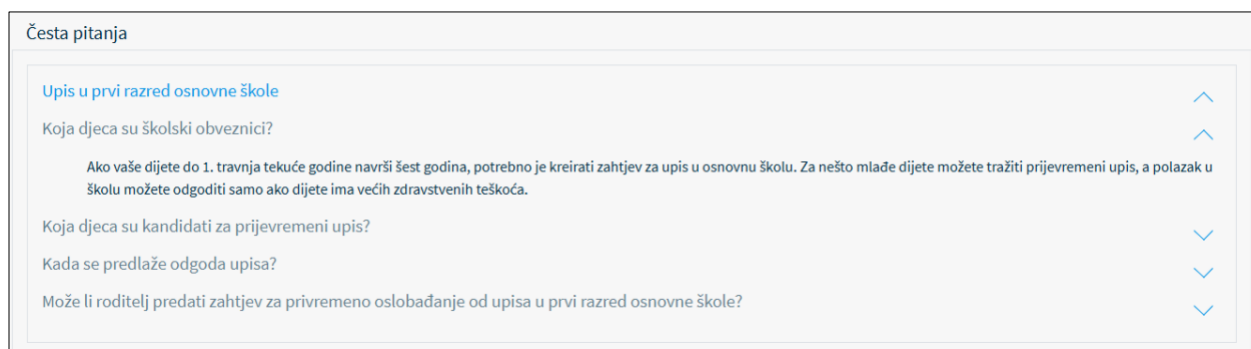 Česta pitanja
Upis u prvi razred osnovne škole
Koja djeca su školski obveznici?
Ako vaše dijete do 1. travnja tekuće godine navrši šest godina, potrebno je kreirati zahtjev za upis u osnovnu školu. Za nešto mlađe dijete možete tražiti prijevremeni upis, a polazak u
školu možete odgoditi samo ako dijete ima većih zdravstvenih teškoća.
Koja djeca su kandidati za prijevremeni upis?
Kada se predlaže odgoda upisa?
Može li roditelj predati zahtjev za privremeno oslobađanje od upisa u prvi razred osnovne škole?